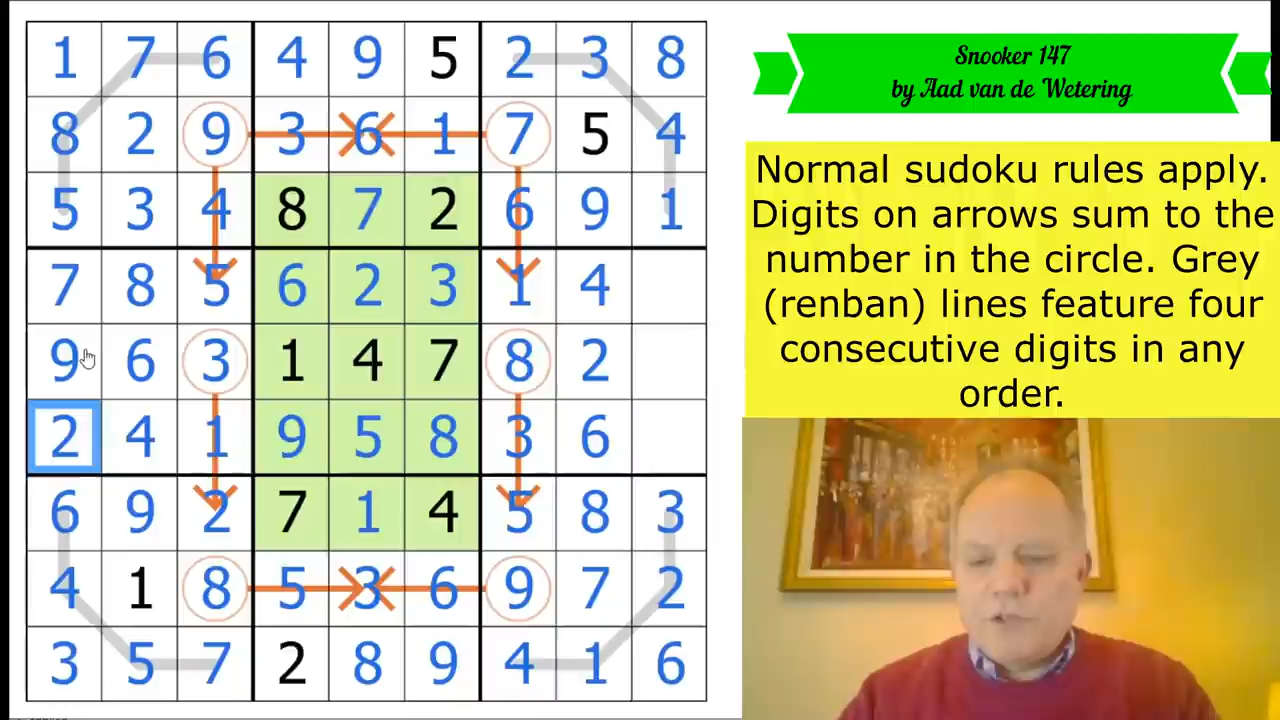 1 7 6 4 9 5 2 3 8
8 2 9 3 6 1 7 5 4
5 3 4 8 7 2 6 9 1
7 8 5 6 2 3 1 4
9 6 3 1 4 7 8 2
2 4 1 9 5 8 3 6
6 9 2 7 1 4 5 8 3
4 1 8 5 3 6 9 7 2
3 5 7 2 8 9 4 1 6
Snooker 147
by Aad van de Wetering
Normal sudoku rules apply.
Digits on arrows sum to the
number in the circle. Grey
(renban) lines feature four
consecutive digits in any
order.